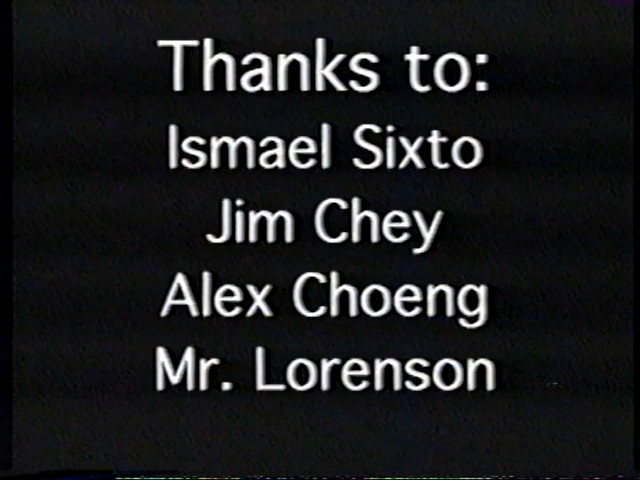 Thanks to:
Ismael Sixto
Jim Chey
Alex Choeng
Mr. Lorenson